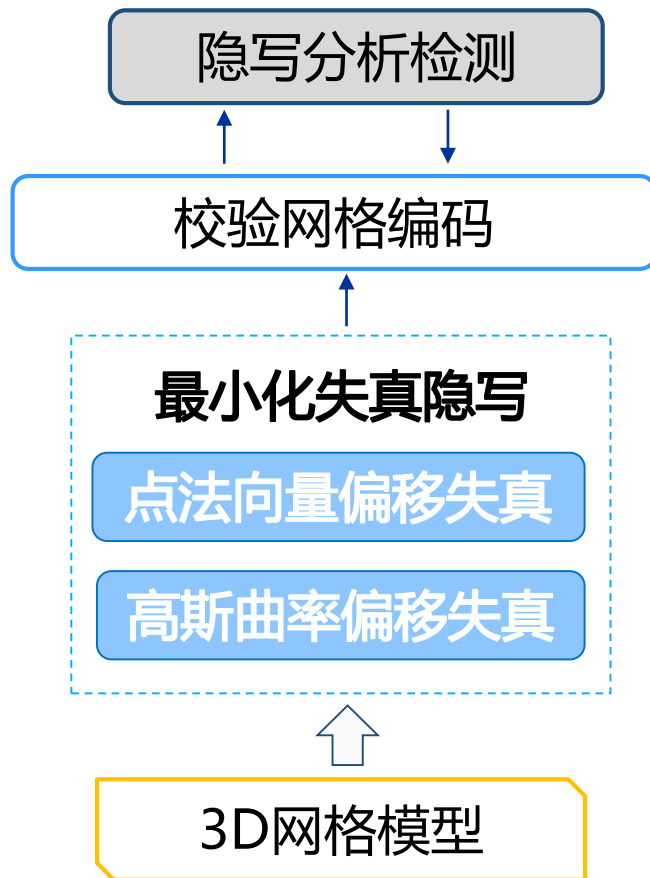 隐写分析检测
校验网格编码
最小化失真隐写
点法向量偏移失真
高斯曲率偏移失真
3D网格模型